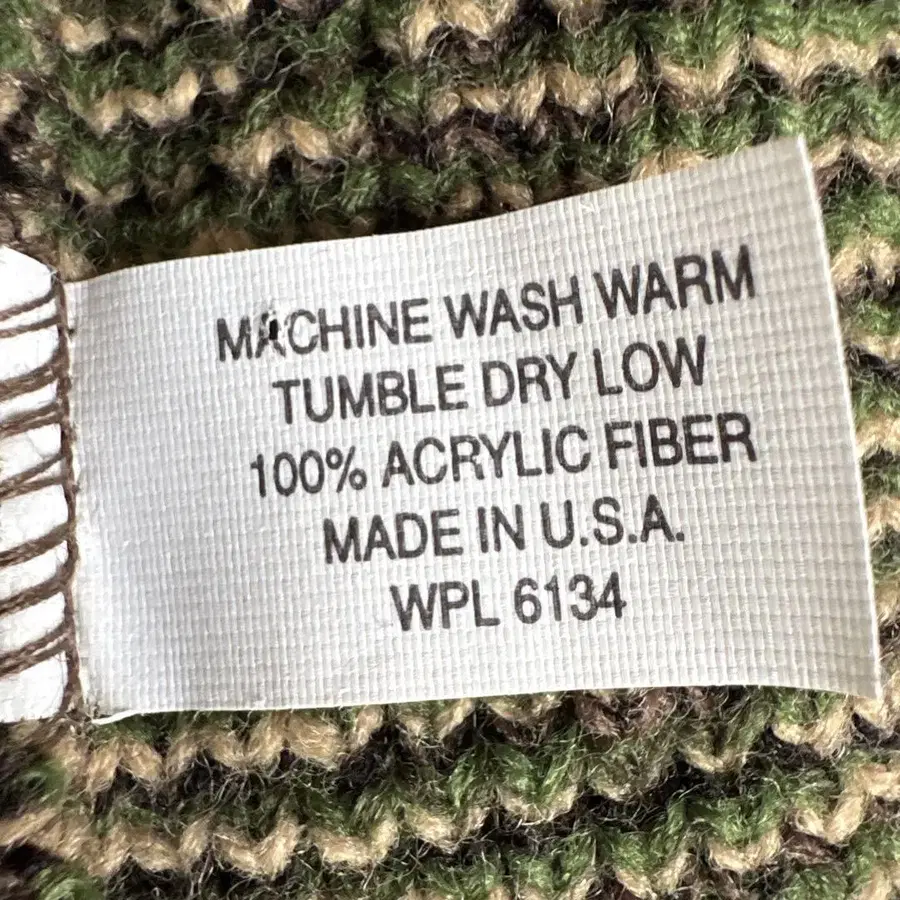 MACHINE WASH WARM
TUMBLE DRY LOW
100% ACRYLIC FIBER
MADE IN U.S.A.
WPL 6134